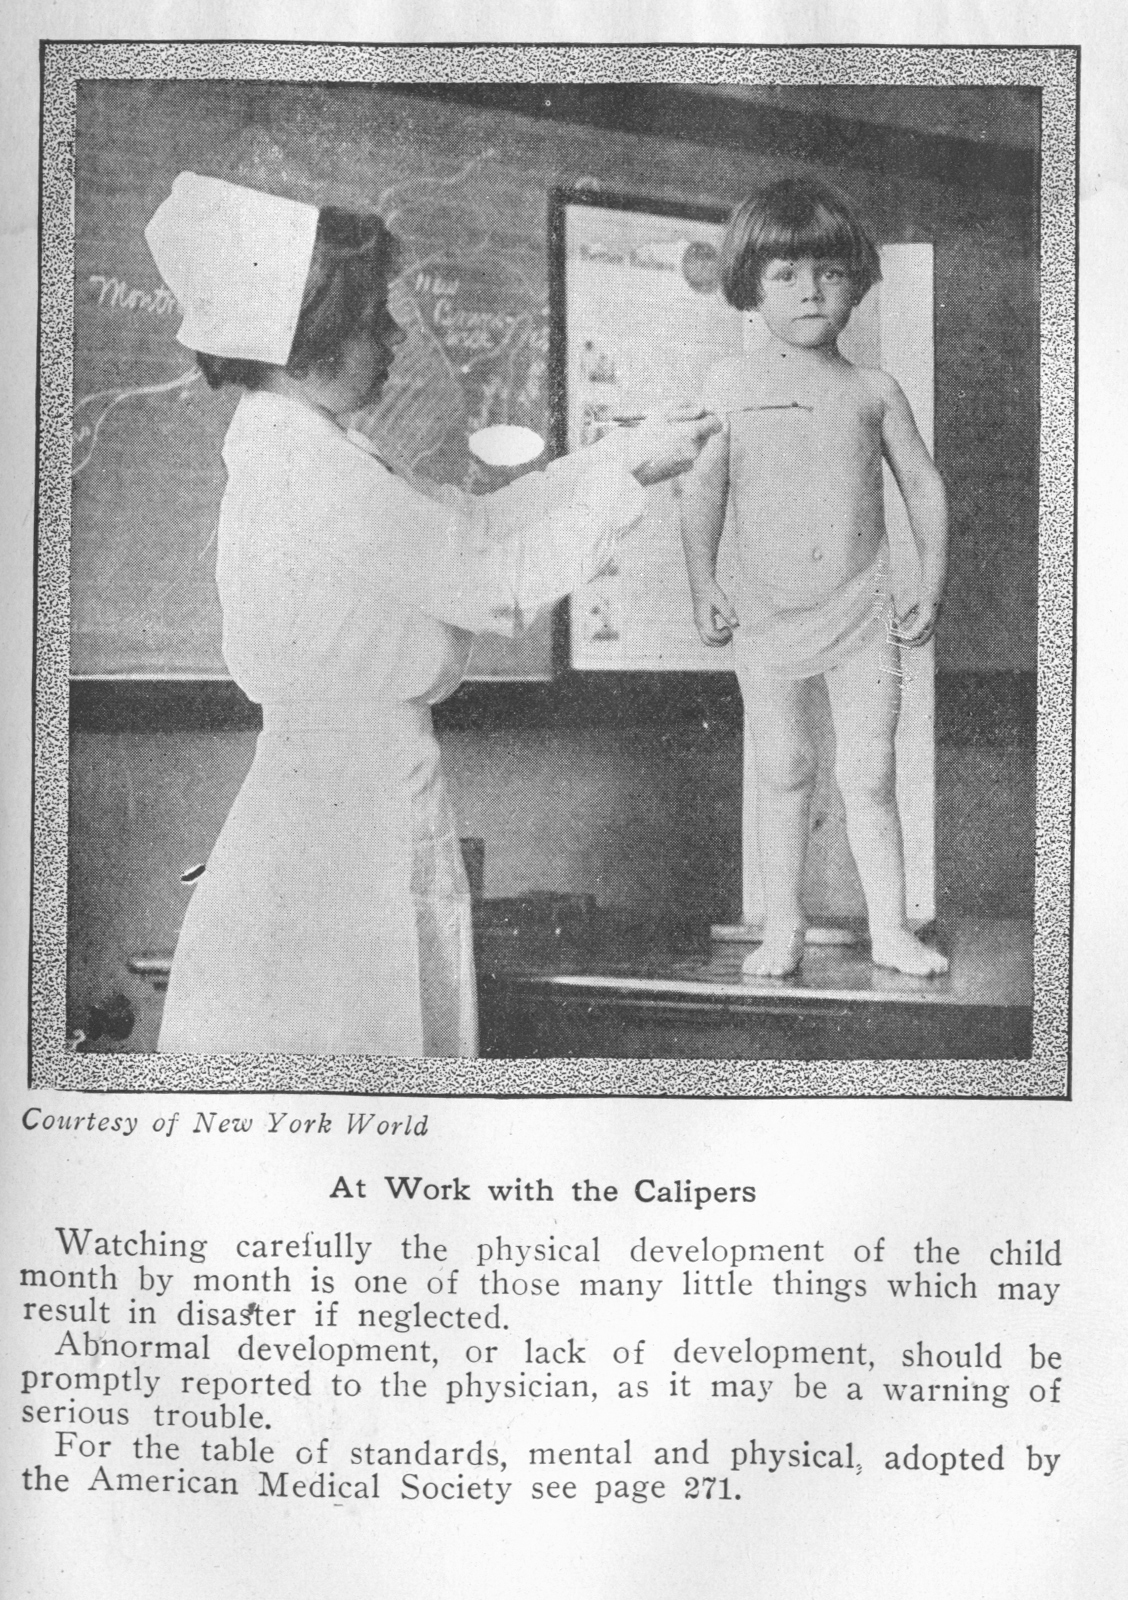 Month
New
Courtesy of New York World
At Work with the Calipers
Watching carefully the physical development of the child
month by month is one of those many little things which may
result in disaster if neglected.
Abnormal development, or lack of development, should be
promptly reported to the physician, as it may be a warning of
serious trouble.
For the table of standards, mental and physical, adopted by
the American Medical Society see page 271.